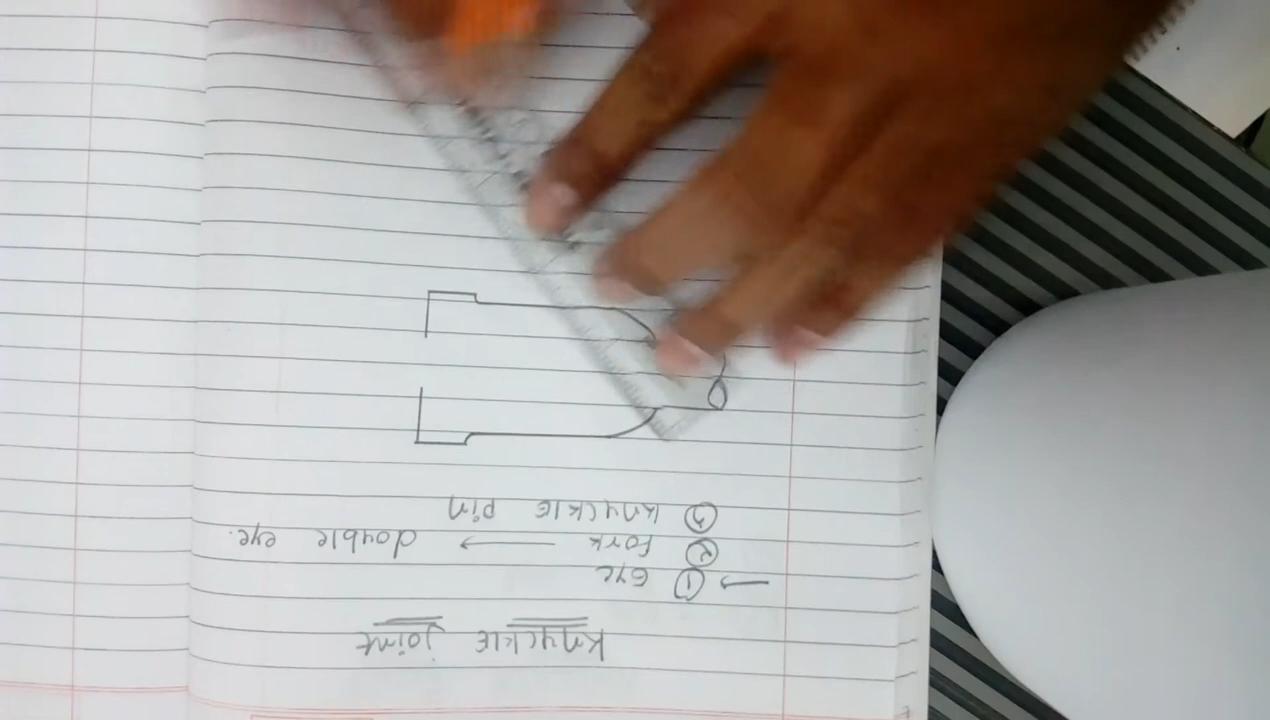 Knuckle joint
→ ① eye
② fork → double eye.
③ knuckle pin